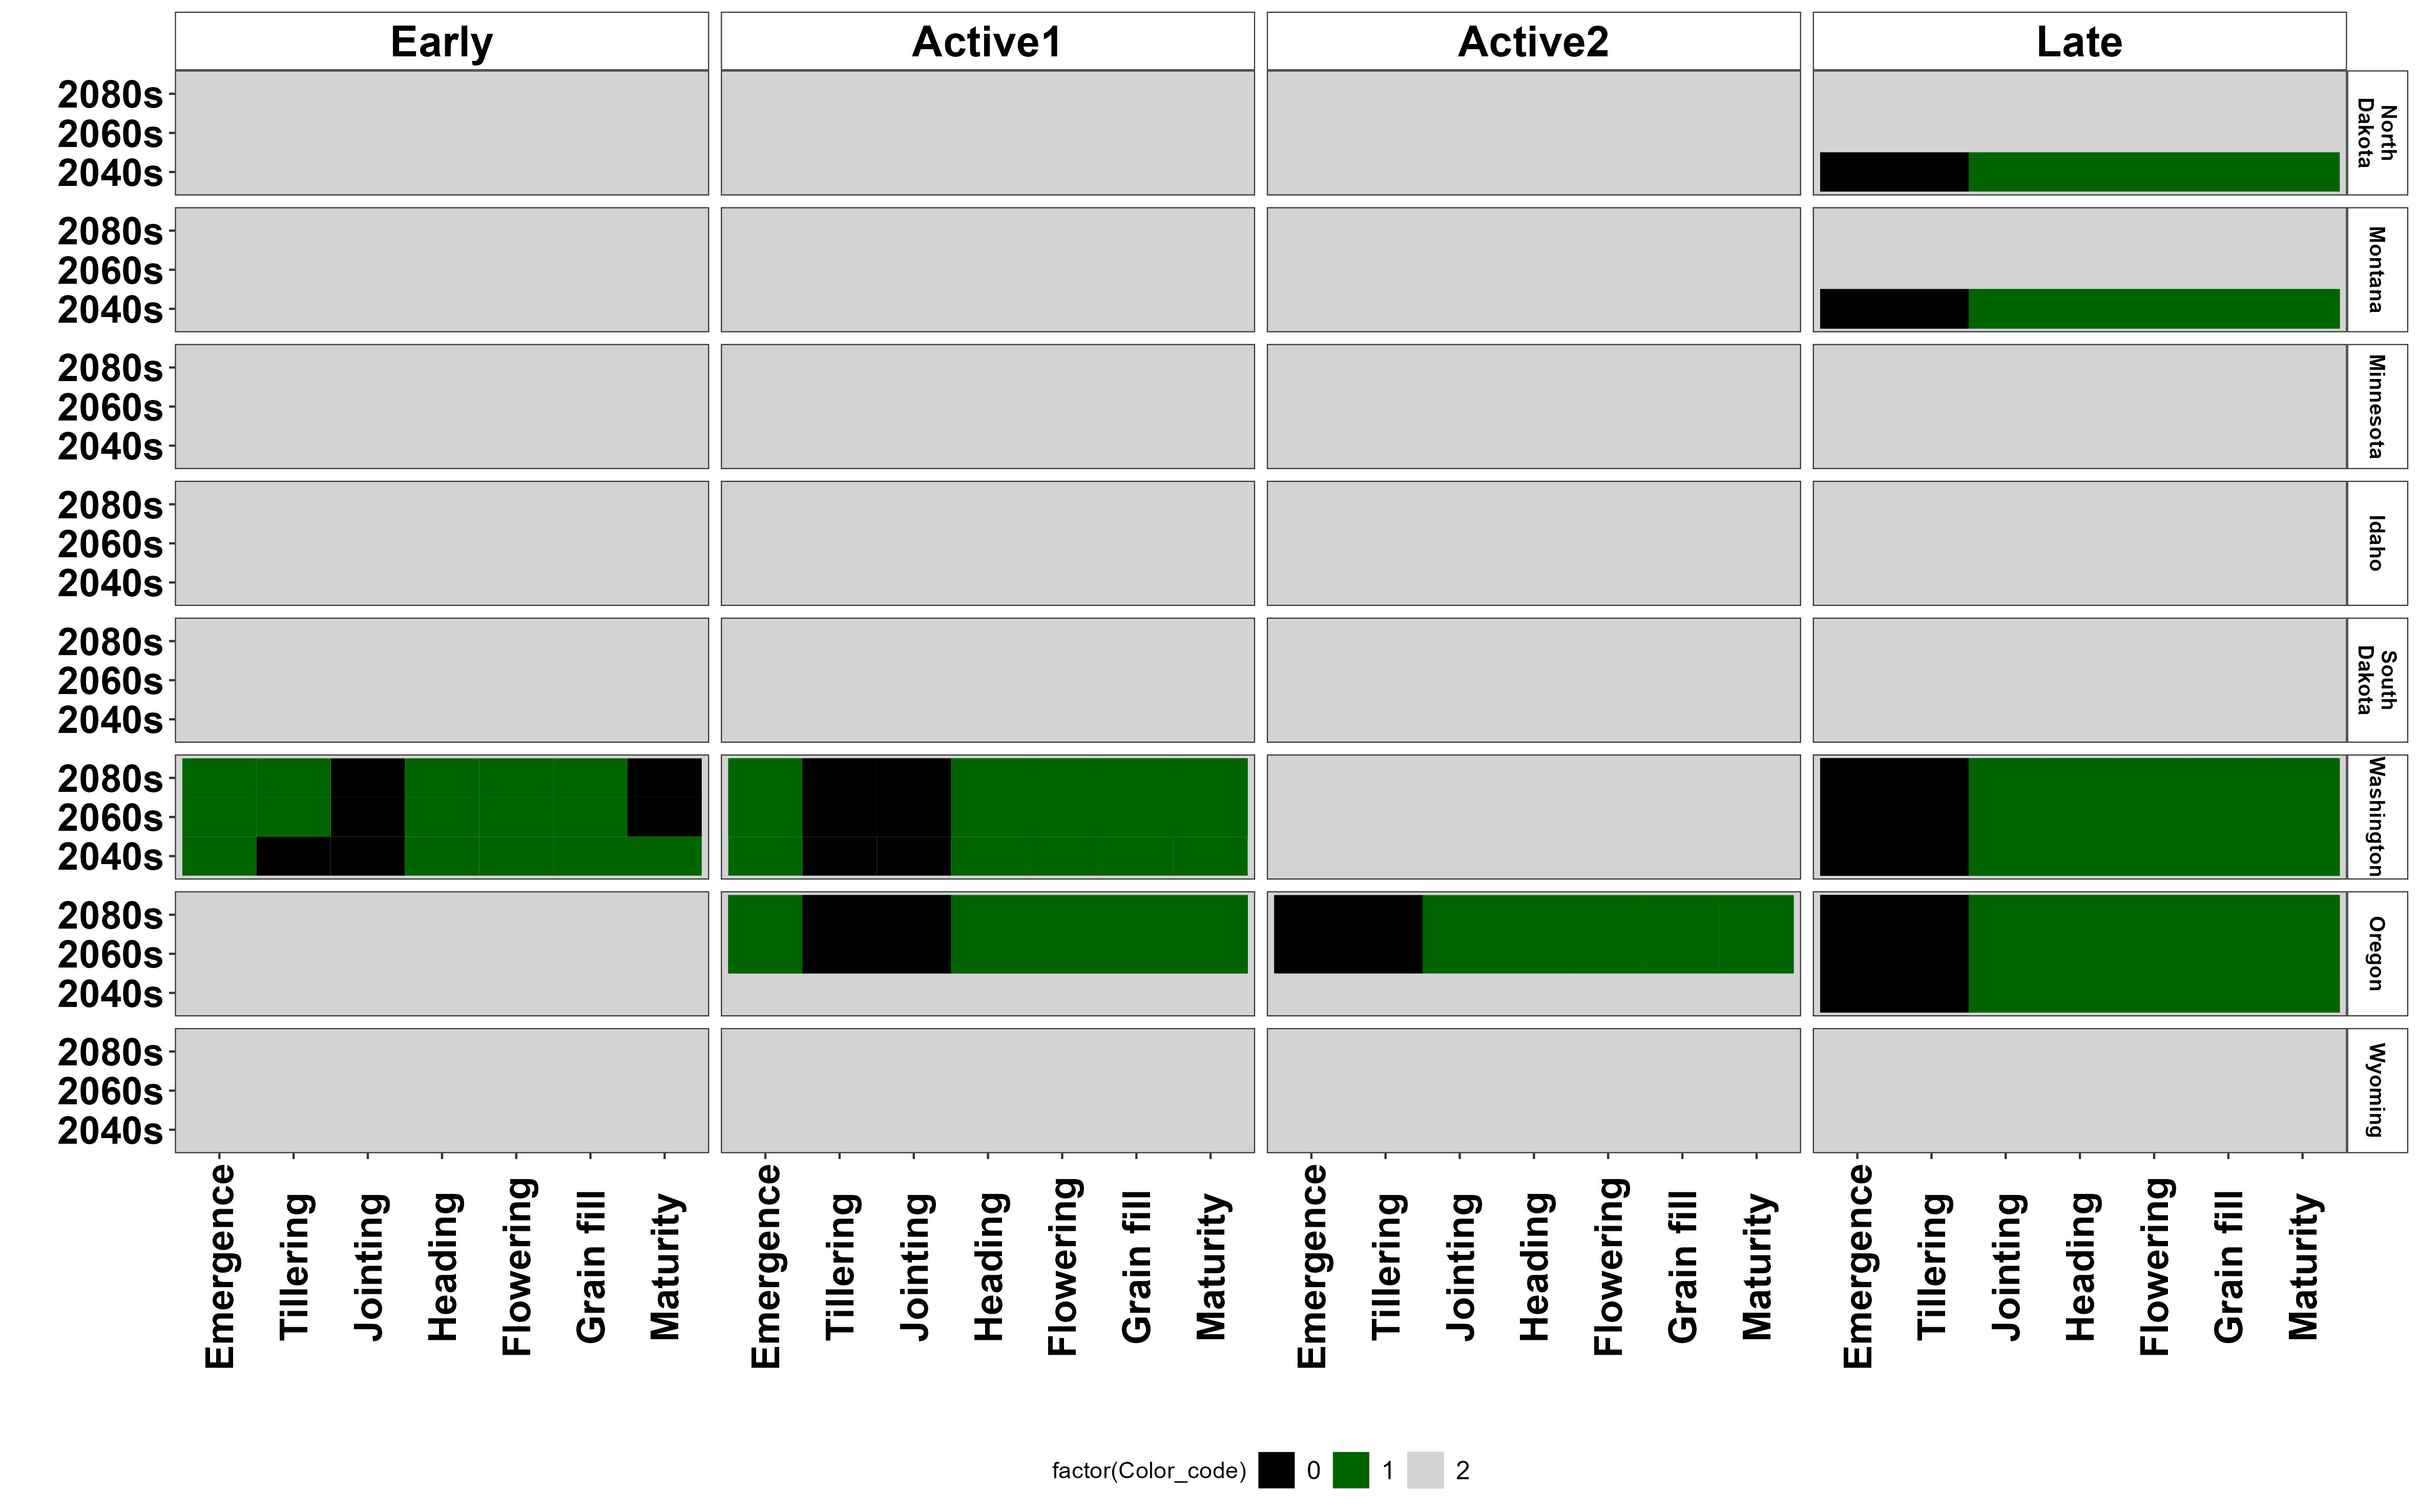 Early Active1 Active2 Late
2080s
2060s
2040s
North
Dakota
2080s
2060s
2040s
Montana
2080s
2060s
2040s
Minnesota
2080s
2060s
2040s
Idaho
2080s
2060s
2040s
South
Dakota
2080s
2060s
2040s
Washington
2080s
2060s
2040s
Oregon
2080s
2060s
2040s
Wyoming
Emergence Tillering Jointing Heading Flowering Grain fill Maturity Emergence Tillering Jointing Heading Flowering Grain fill Maturity Emergence Tillering Jointing Heading Flowering Grain fill Maturity Emergence Tillering Jointing Heading Flowering Grain fill Maturity
factor(Color_code) 0 1 2